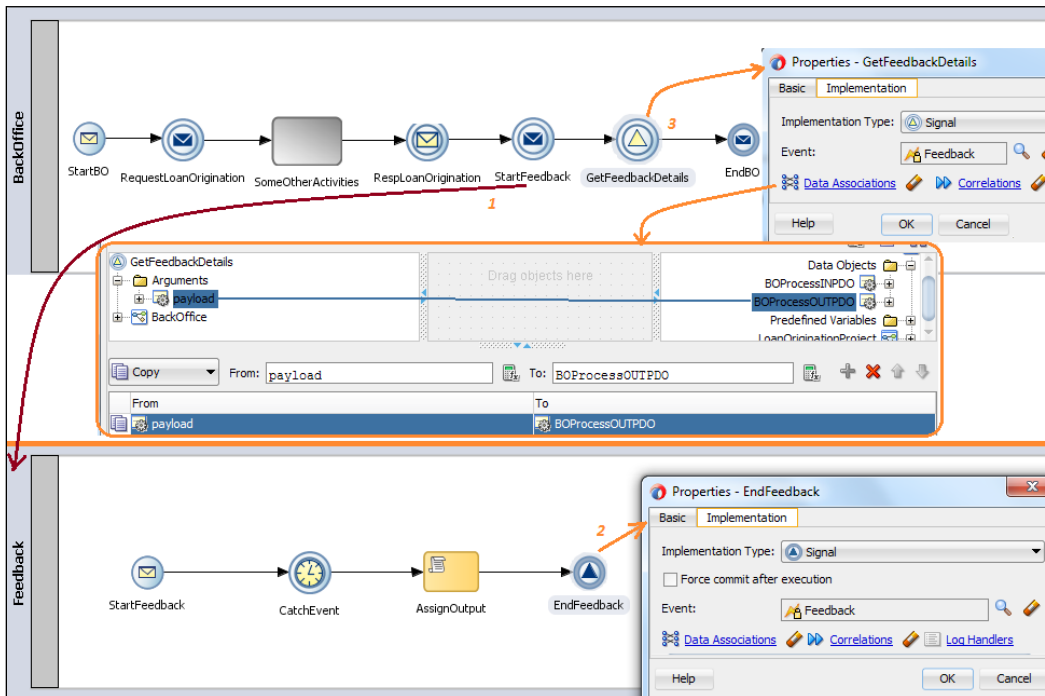 BackOffice
StartBO
RequestLoanOrigination
SomeOtherActivities
RespLoanOrigination
StartFeedback
GetFeedbackDetails
EndBO
1
3
Properties - GetFeedbackDetails
Basic
Implementation
Implementation Type:
Signal
Event:
Feedback
Data Associations
Correlations
Help
OK
Cancel
GetFeedbackDetails
Arguments
payload
BackOffice
Drag objects here
Data Objects
BOProcessINPDO
BOProcessOUTPDO
Predefined Variables
LoanOriginationProject
Copy
From:
payload
To:
BOProcessOUTPDO
From
To
payload
BOProcessOUTPDO
Feedback
StartFeedback
CatchEvent
AssignOutput
EndFeedback
2
Properties - EndFeedback
Basic
Implementation
Implementation Type:
Signal
Force commit after execution
Event:
Feedback
Data Associations
Correlations
Log Handlers
Help
OK
Cancel